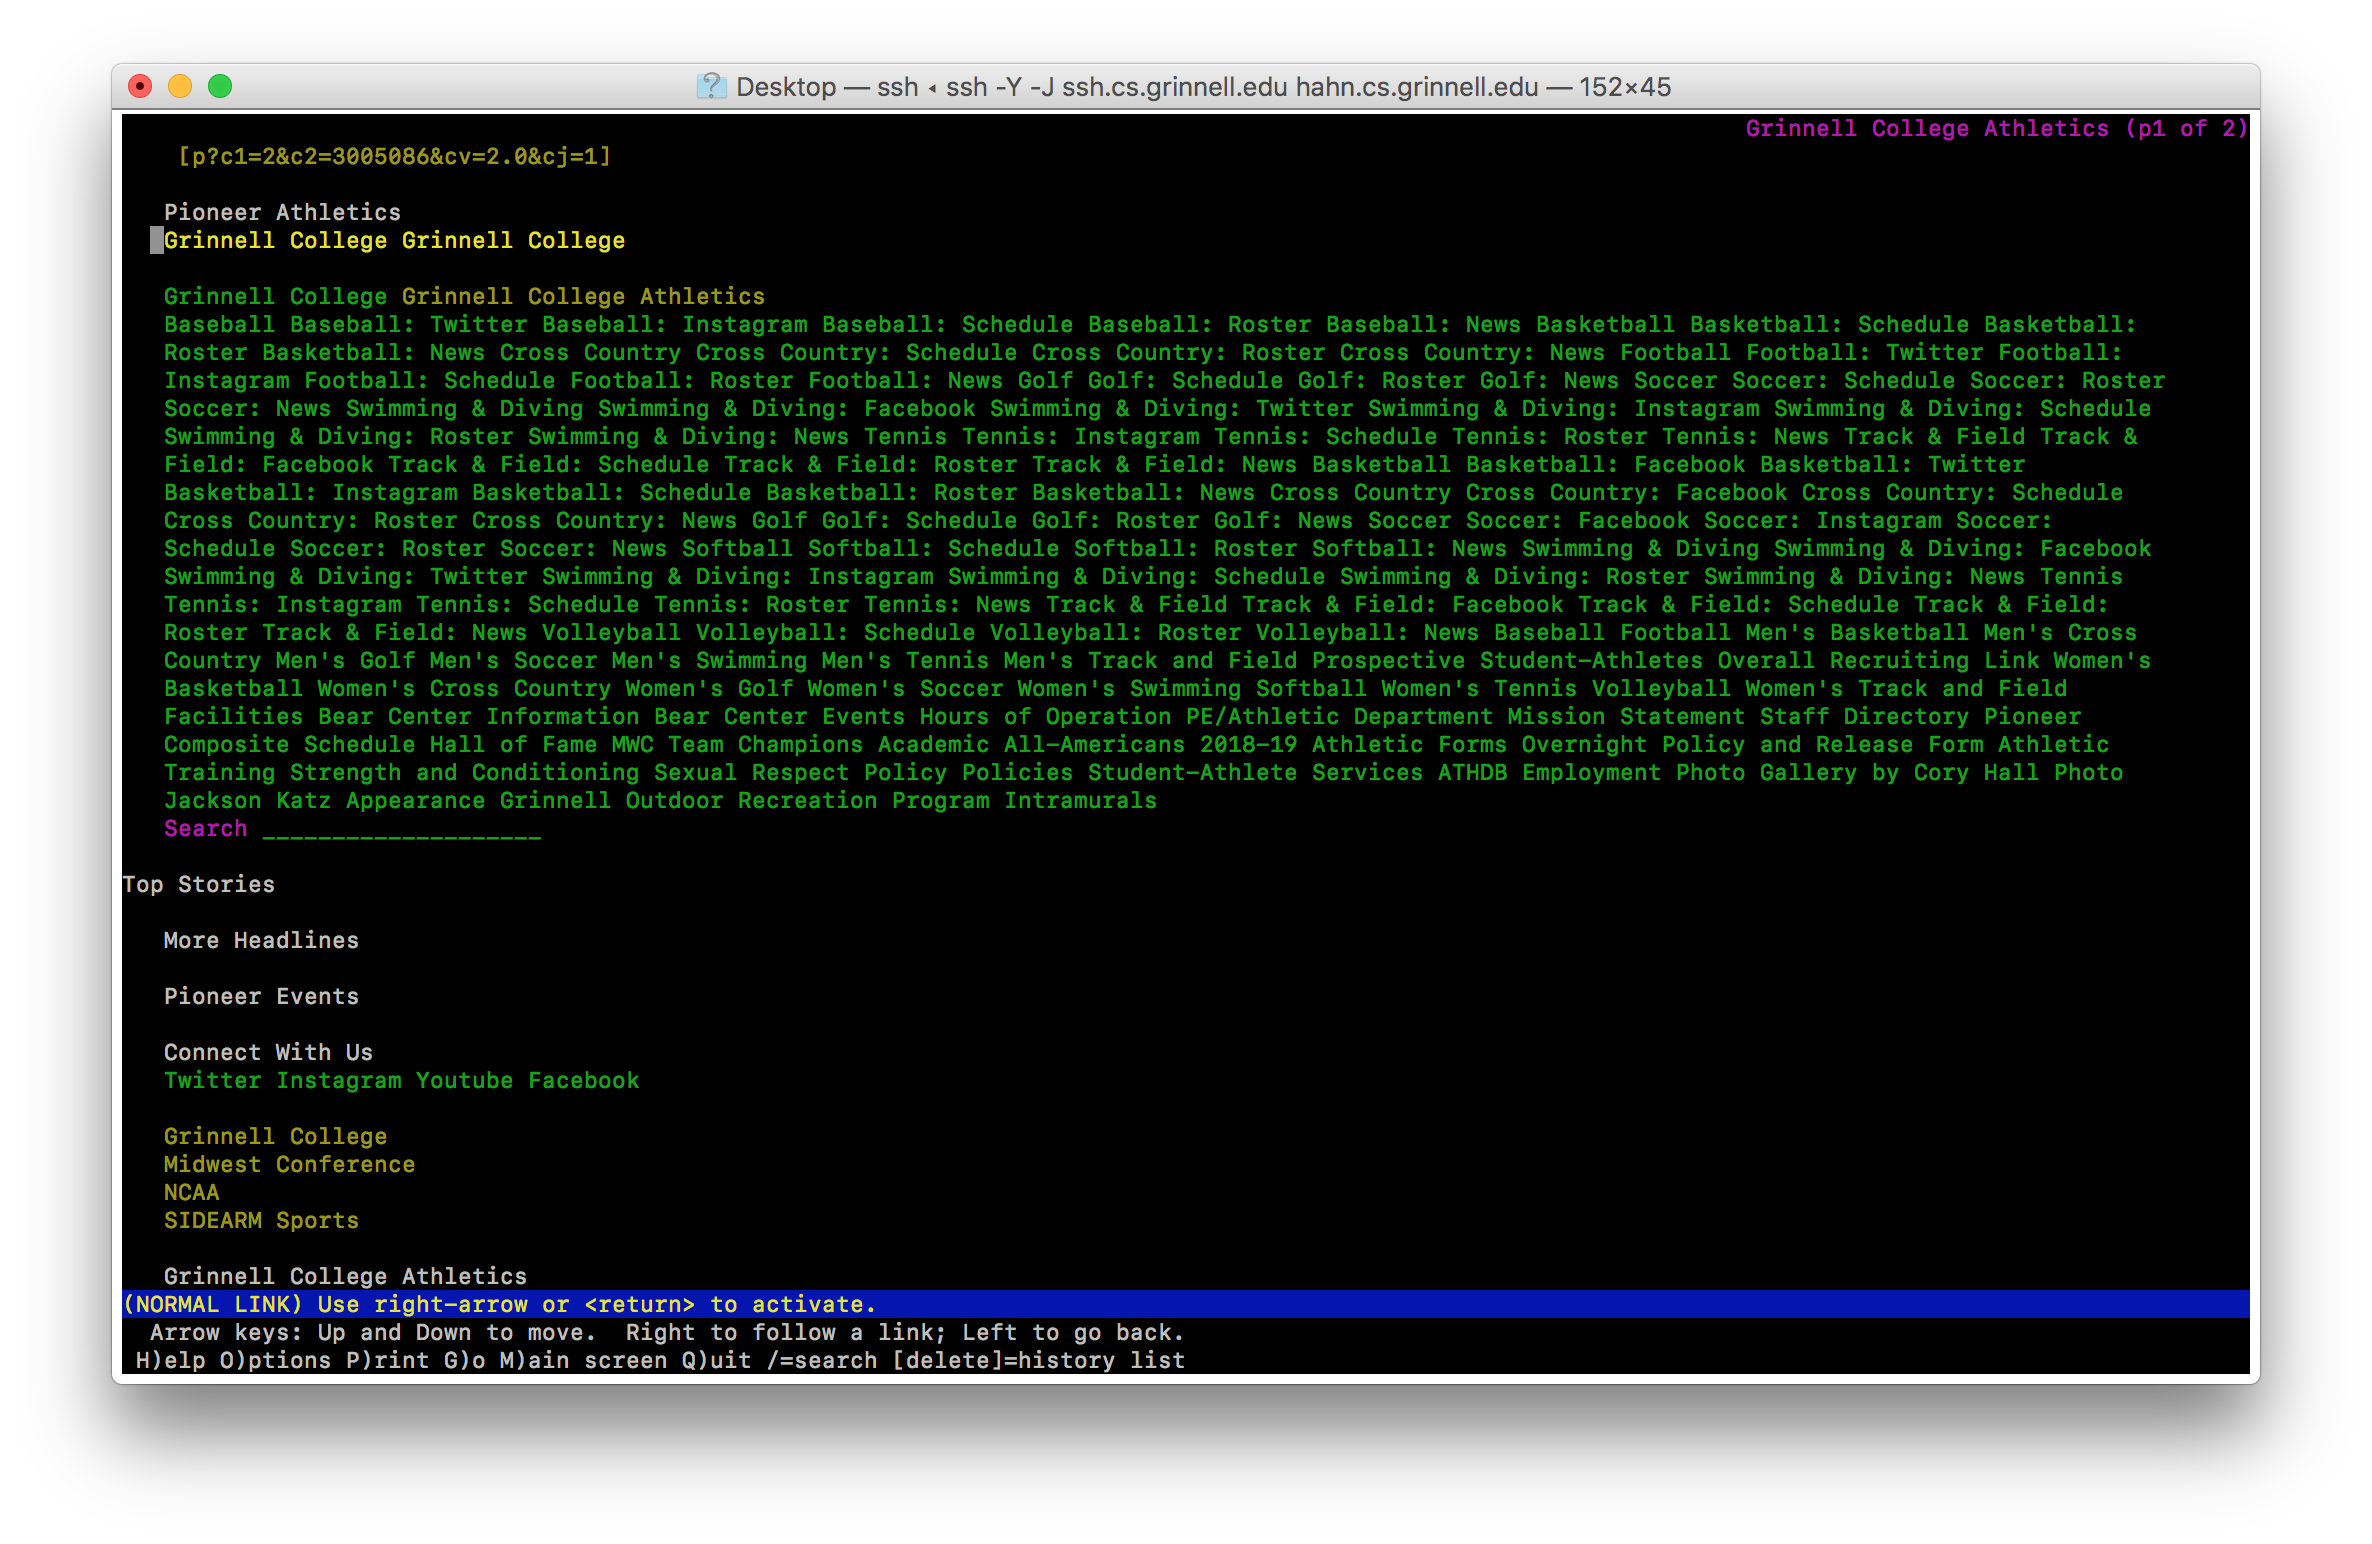 Desktop — ssh ◂ ssh -Y -J ssh.cs.grinnell.edu hahn.cs.grinnell.edu — 152×45
Grinnell College Athletics (p1 of 2)
[p?c1=2&c2=3005086&cv=2.0&cj=1]
Pioneer Athletics
Grinnell College Grinnell College
Grinnell College Grinnell College Athletics
Baseball Baseball: Twitter Baseball: Instagram Baseball: Schedule Baseball: Roster Baseball: News Basketball Basketball: Schedule Basketball:
Roster Basketball: News Cross Country Cross Country: Schedule Cross Country: Roster Cross Country: News Football Football: Twitter Football:
Instagram Football: Schedule Football: Roster Football: News Golf Golf: Schedule Golf: Roster Golf: News Soccer Soccer: Schedule Soccer: Roster
Soccer: News Swimming & Diving Swimming & Diving: Facebook Swimming & Diving: Twitter Swimming & Diving: Instagram Swimming & Diving: Schedule
Swimming & Diving: Roster Swimming & Diving: News Tennis Tennis: Instagram Tennis: Schedule Tennis: Roster Tennis: News Track & Field Track &
Field: Facebook Track & Field: Schedule Track & Field: Roster Track & Field: News Basketball Basketball: Facebook Basketball: Twitter
Basketball: Instagram Basketball: Schedule Basketball: Roster Basketball: News Cross Country Cross Country: Facebook Cross Country: Schedule
Cross Country: Roster Cross Country: News Golf Golf: Schedule Golf: Roster Golf: News Soccer Soccer: Facebook Soccer: Instagram Soccer:
Schedule Soccer: Roster Soccer: News Softball Softball: Schedule Softball: Roster Softball: News Swimming & Diving Swimming & Diving: Facebook
Swimming & Diving: Twitter Swimming & Diving: Instagram Swimming & Diving: Schedule Swimming & Diving: Roster Swimming & Diving: News Tennis
Tennis: Instagram Tennis: Schedule Tennis: Roster Tennis: News Track & Field Track & Field: Facebook Track & Field: Schedule Track & Field:
Roster Track & Field: News Volleyball Volleyball: Schedule Volleyball: Roster Volleyball: News Baseball Football Men's Basketball Men's Cross
Country Men's Golf Men's Soccer Men's Swimming Men's Tennis Men's Track and Field Prospective Student-Athletes Overall Recruiting Link Women's
Basketball Women's Cross Country Women's Golf Women's Soccer Women's Swimming Softball Women's Tennis Volleyball Women's Track and Field
Facilities Bear Center Information Bear Center Events Hours of Operation PE/Athletic Department Mission Statement Staff Directory Pioneer
Composite Schedule Hall of Fame MWC Team Champions Academic All-Americans 2018-19 Athletic Forms Overnight Policy and Release Form Athletic
Training Strength and Conditioning Sexual Respect Policy Policies Student-Athlete Services ATHDB Employment Photo Gallery by Cory Hall Photo
Jackson Katz Appearance Grinnell Outdoor Recreation Program Intramurals
Search ____________________
Top Stories
More Headlines
Pioneer Events
Connect With Us
Twitter Instagram Youtube Facebook
Grinnell College
Midwest Conference
NCAA
SIDEARM Sports
Grinnell College Athletics
(NORMAL LINK) Use right-arrow or <return> to activate.
Arrow keys: Up and Down to move.  Right to follow a link; Left to go back.
H)elp O)ptions P)rint G)o M)ain screen Q)uit /=search [delete]=history list